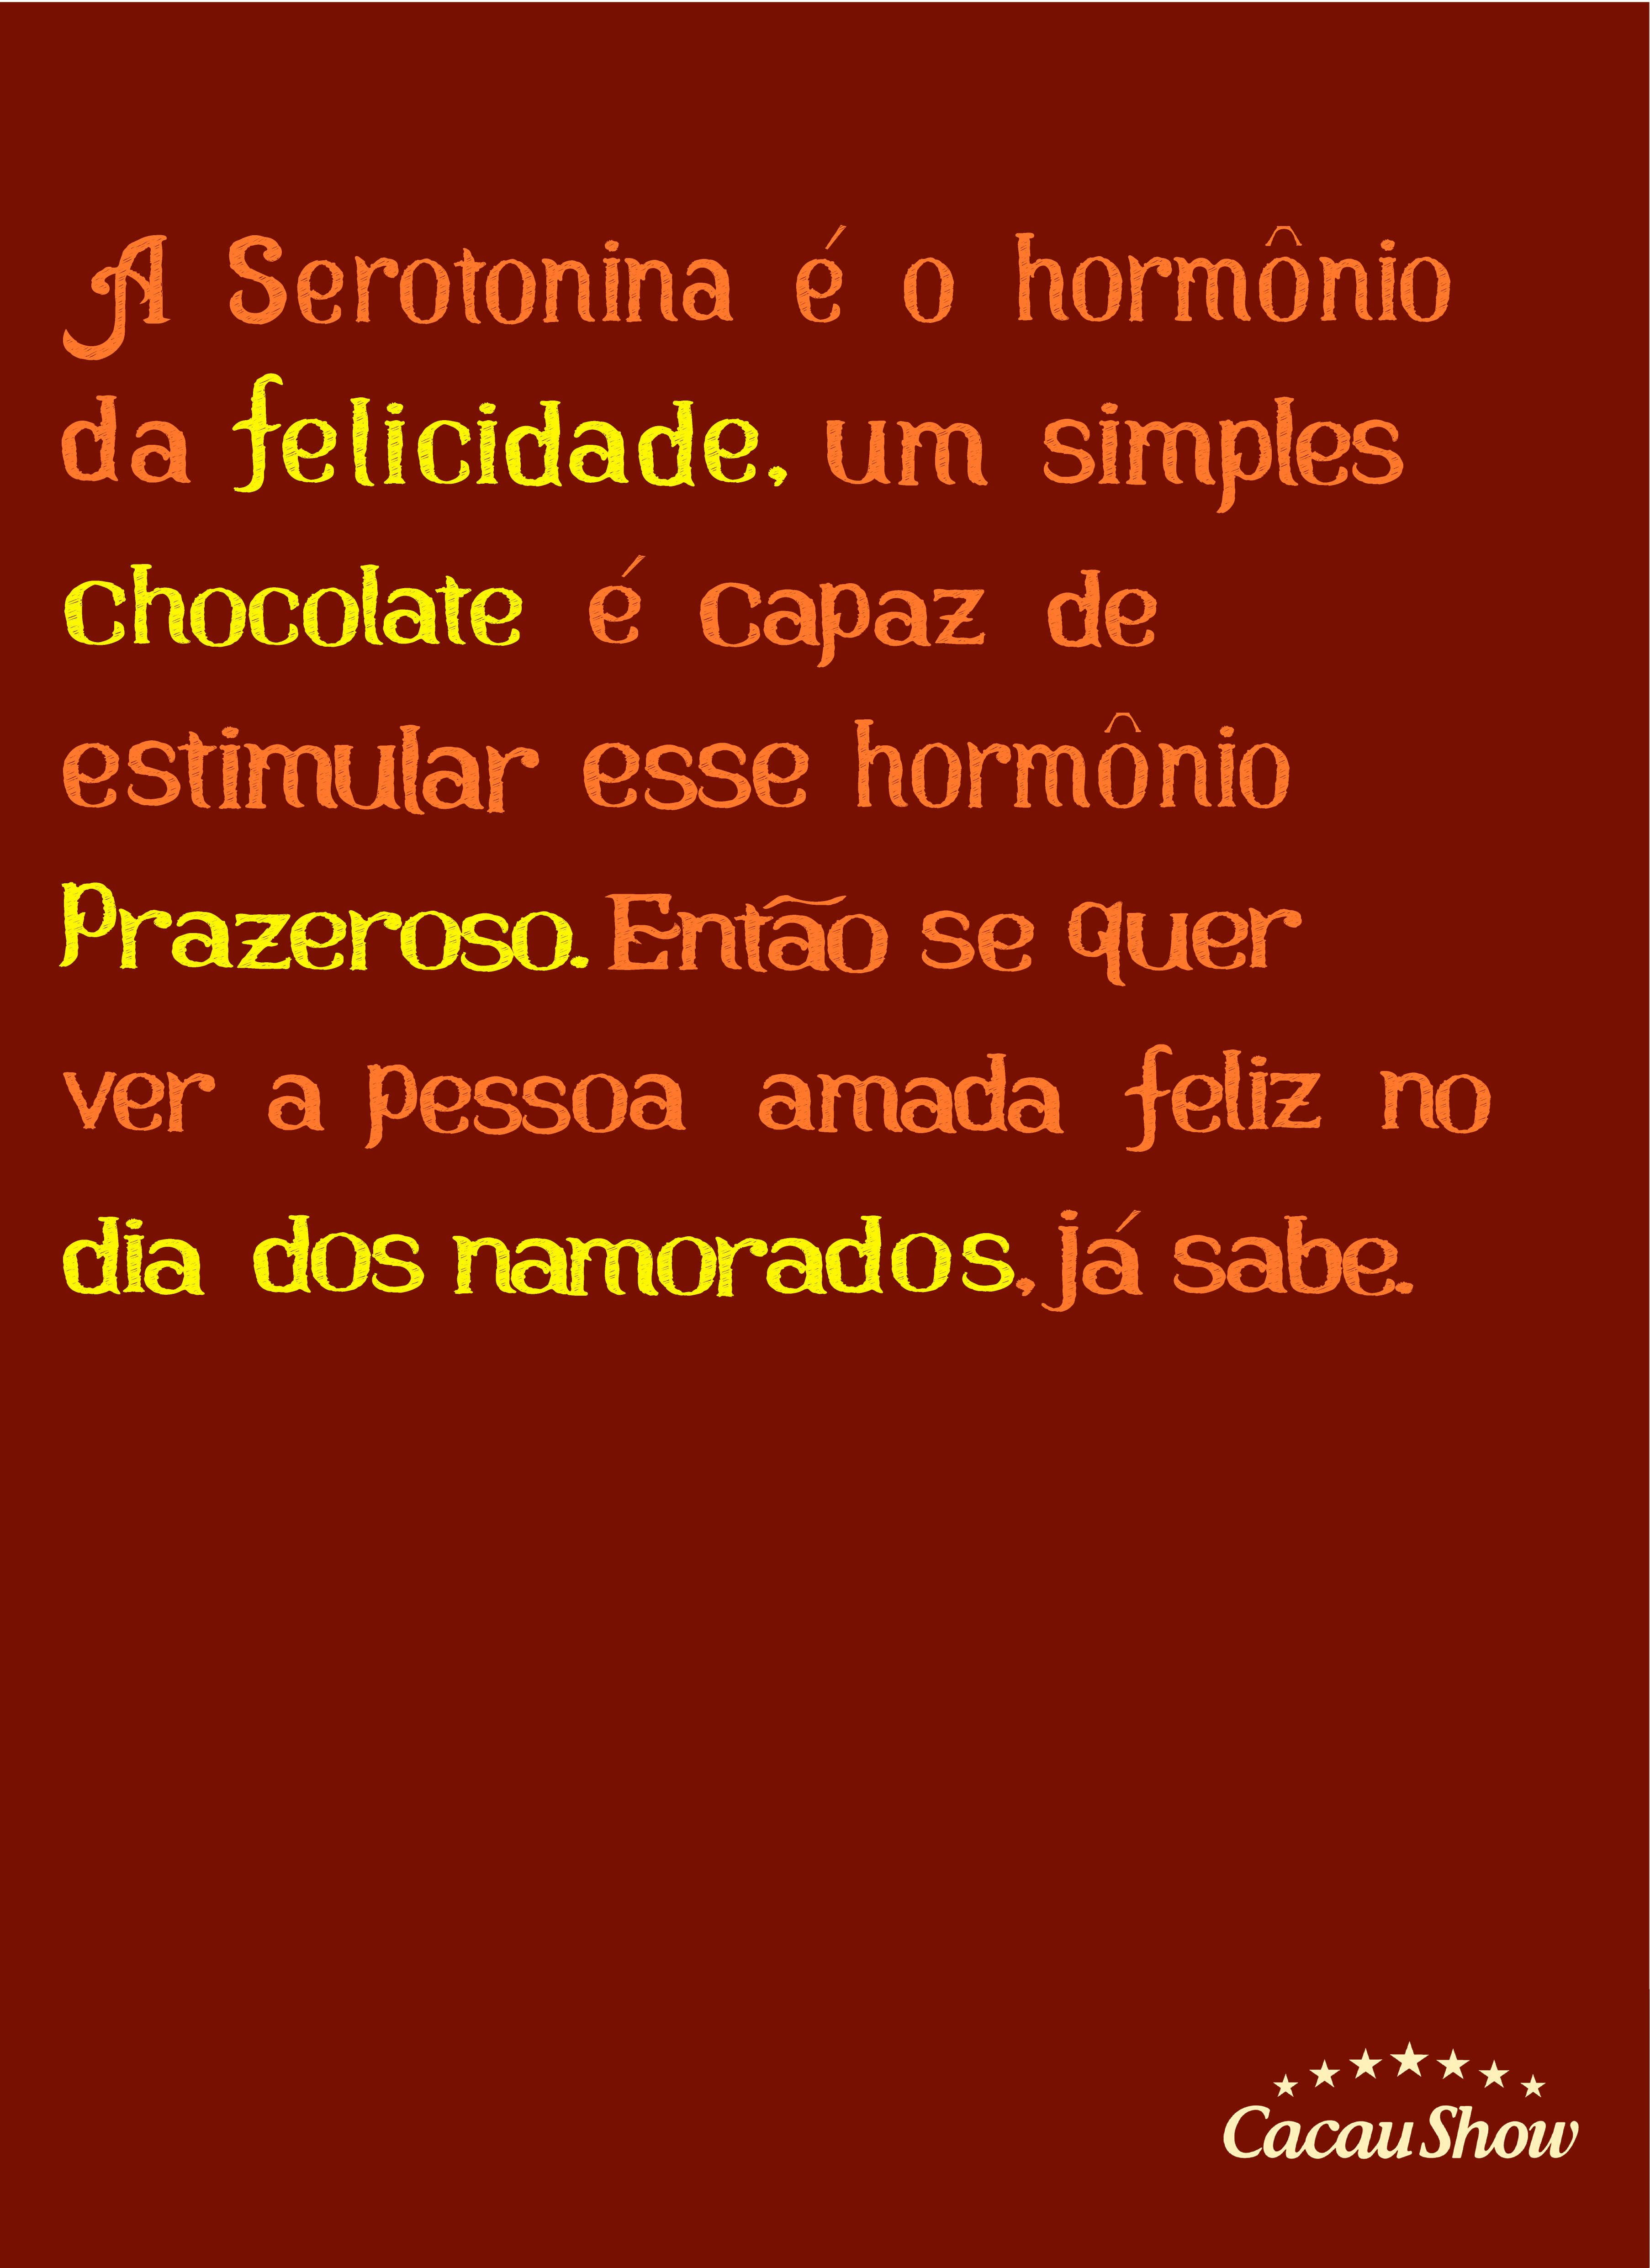 A Serotonina é o hormônio
da felicidade, um simples
chocolate é capaz de
estimular esse hormônio
Prazeroso. Então se quer
ver a pessoa amada feliz no
dia dos namorados, já sabe.
Cacau Show